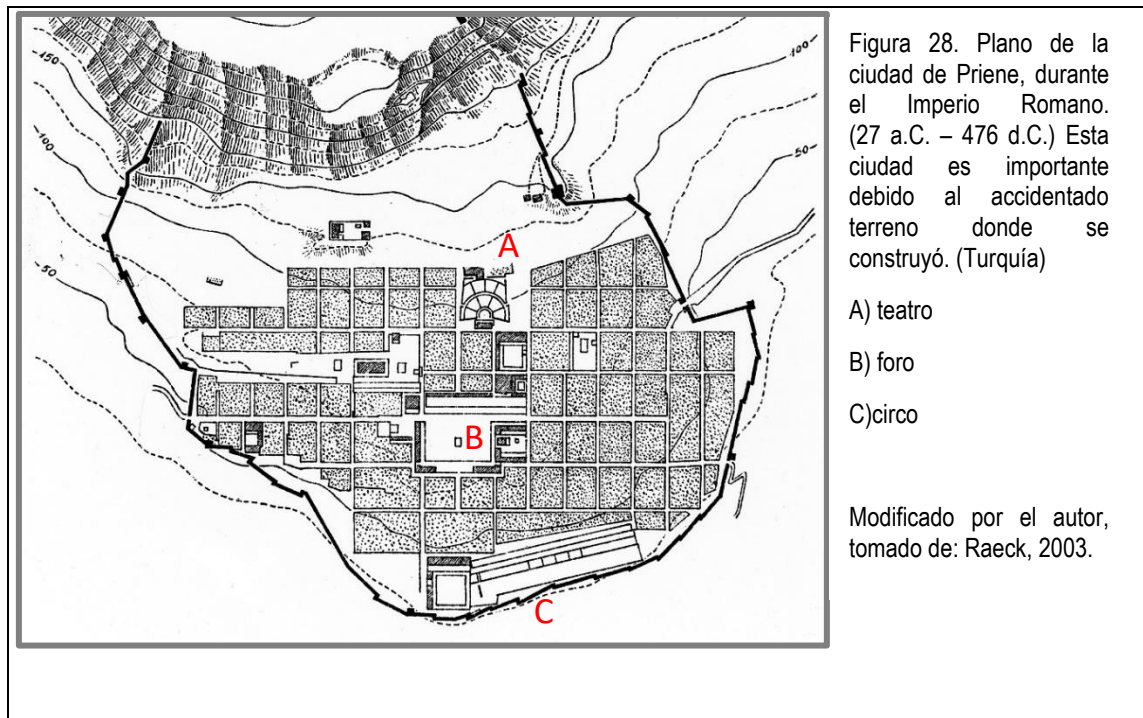 150
100
50
100
50
A
B
C
Figura 28. Plano de la
ciudad de Priene, durante
el Imperio Romano.
(27 a.C. – 476 d.C.) Esta
ciudad es importante
debido al accidentado
terreno donde se
construyó. (Turquía)
A) teatro
B) foro
C)circo
Modificado por el autor,
tomado de: Raeck, 2003.